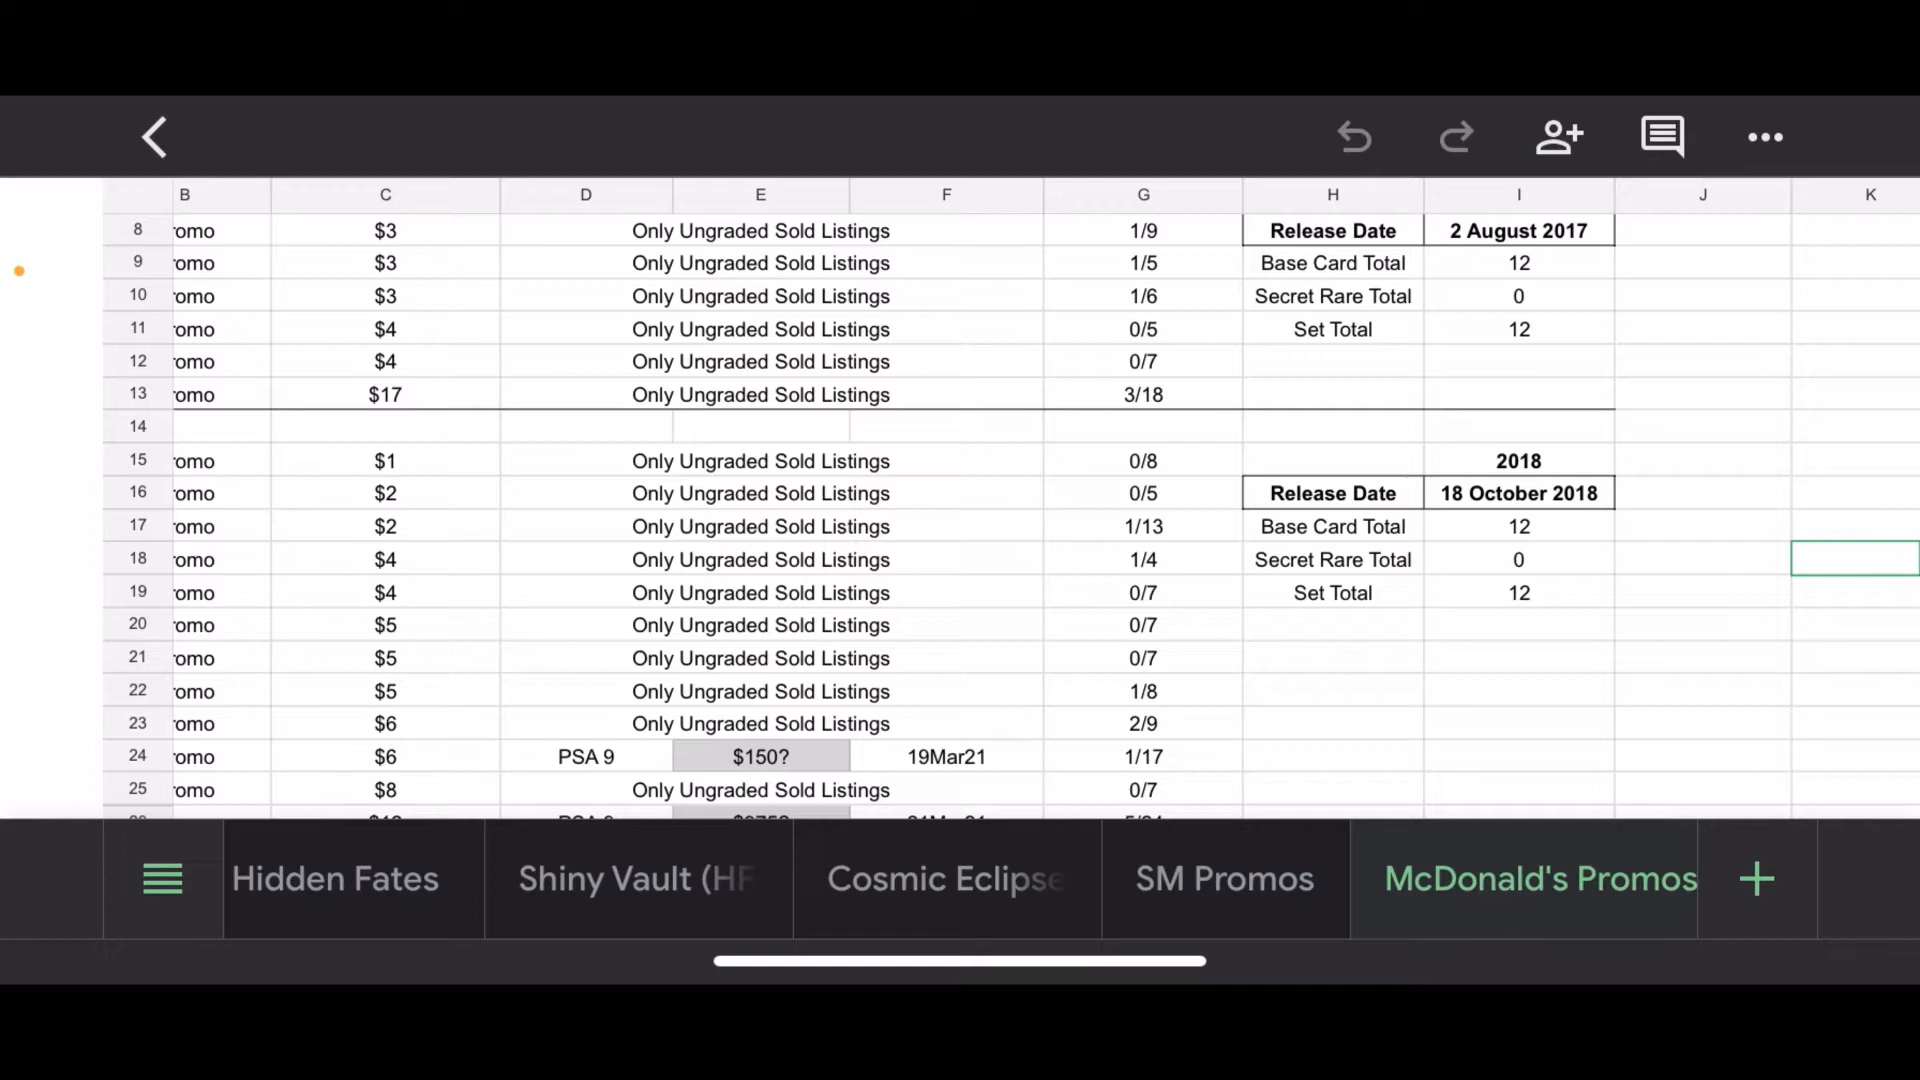 B C D E F G H I J K
8 romo $3 Only Ungraded Sold Listings 1/9 Release Date 2 August 2017
9 romo $3 Only Ungraded Sold Listings 1/5 Base Card Total 12
10 romo $3 Only Ungraded Sold Listings 1/6 Secret Rare Total 0
11 romo $4 Only Ungraded Sold Listings 0/5 Set Total 12
12 romo $4 Only Ungraded Sold Listings 0/7
13 romo $17 Only Ungraded Sold Listings 3/18
14
15 romo $1 Only Ungraded Sold Listings 0/8 2018
16 romo $2 Only Ungraded Sold Listings 0/5 Release Date 18 October 2018
17 romo $2 Only Ungraded Sold Listings 1/13 Base Card Total 12
18 romo $4 Only Ungraded Sold Listings 1/4 Secret Rare Total 0
19 romo $4 Only Ungraded Sold Listings 0/7 Set Total 12
20 romo $5 Only Ungraded Sold Listings 0/7
21 romo $5 Only Ungraded Sold Listings 0/7
22 romo $5 Only Ungraded Sold Listings 1/8
23 romo $6 Only Ungraded Sold Listings 2/9
24 romo $6 PSA 9 $150? 19Mar21 1/17
25 romo $8 Only Ungraded Sold Listings 0/7
Hidden Fates Shiny Vault (HF Cosmic Eclipse SM Promos McDonald's Promos